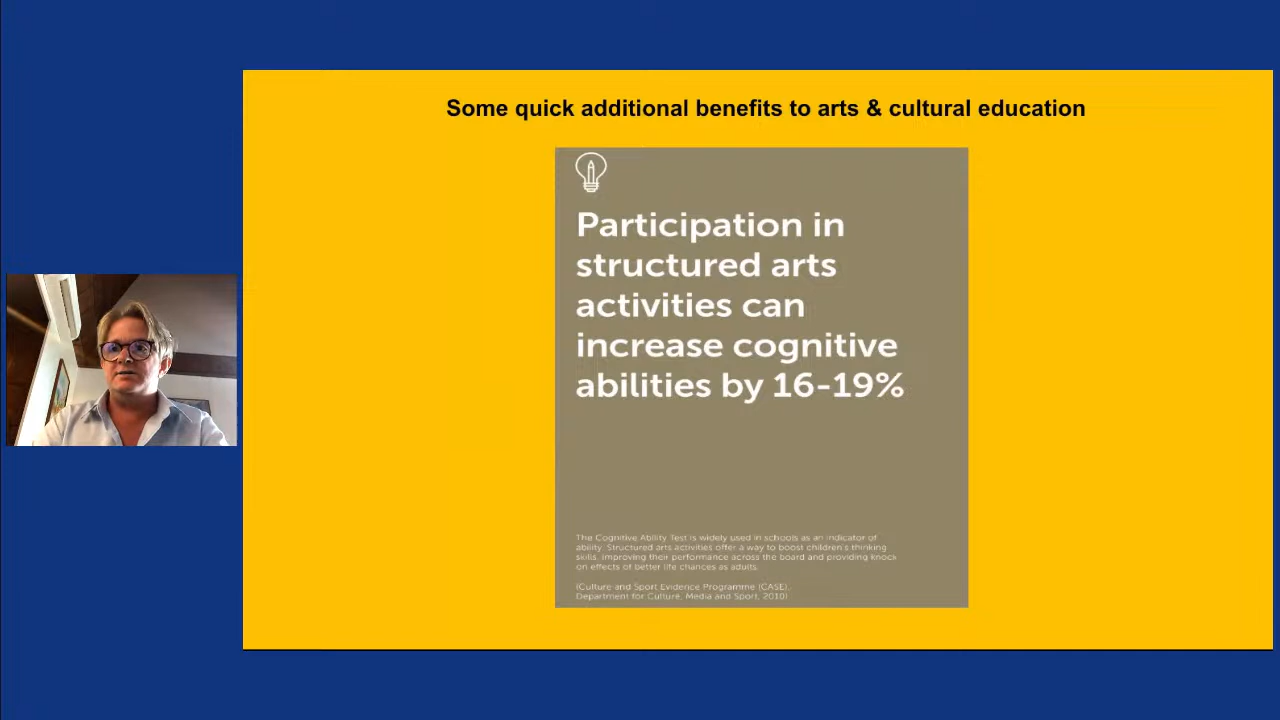 Some quick additional benefits to arts & cultural education
Participation in
structured arts
activities can
increase cognitive
abilities by 16-19%
The Cognitive Ability Test is widely used in schools as an indicator of
ability. Structured arts activities offer a way to boost children's thinking
skills, improving their performance across the board and providing knock
on effects of better life chances as adults.
(Culture and Sport Evidence Programme (CASE),
Department for Culture, Media and Sport, 2010)